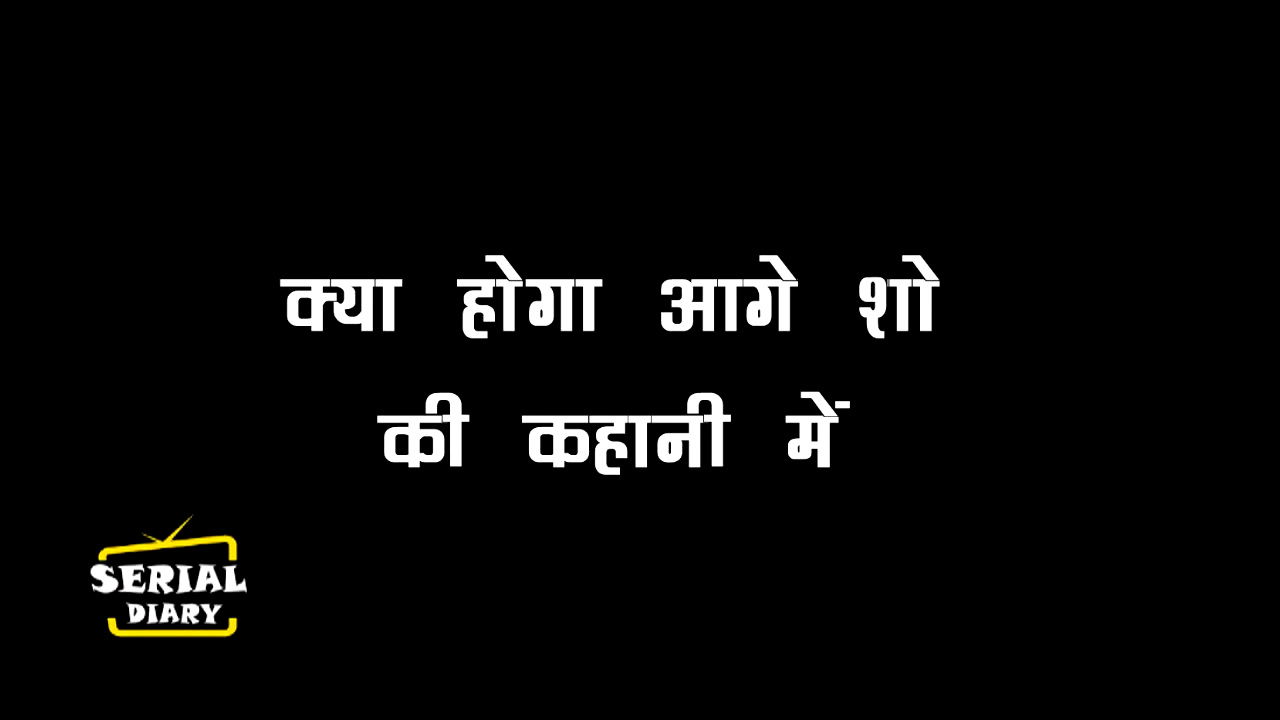 क्या होगा आगे शो
की कहानी में
SERIAL
DIARY